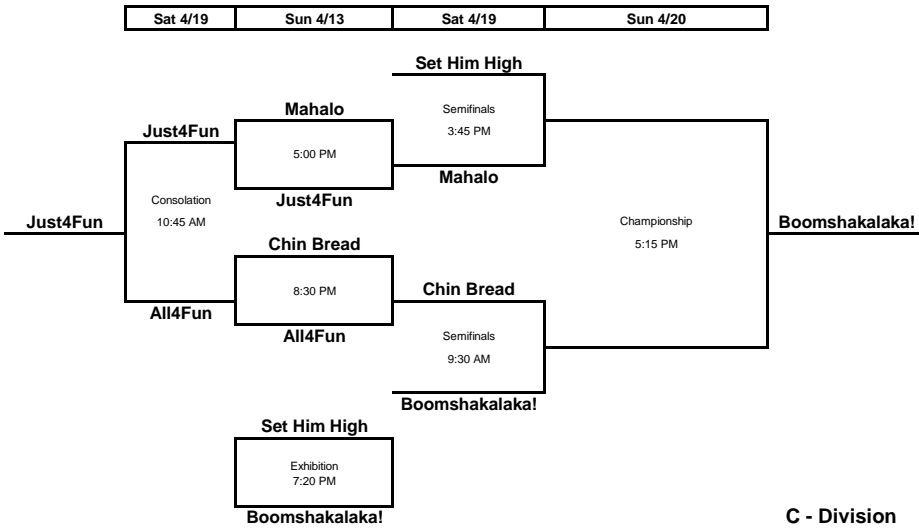 Sat 4/19 Sun 4/13 Sat 4/19 Sun 4/20
Set Him High
Mahalo
Semifinals
3:45 PM
Just4Fun
5:00 PM
Mahalo
Just4Fun
Consolation
10:45 AM
Just4Fun
Championship
5:15 PM
Boomshakalaka!
Chin Bread
8:30 PM
Chin Bread
All4Fun
All4Fun
Semifinals
9:30 AM
Boomshakalaka!
Set Him High
Exhibition
7:20 PM
Boomshakalaka!
C - Division